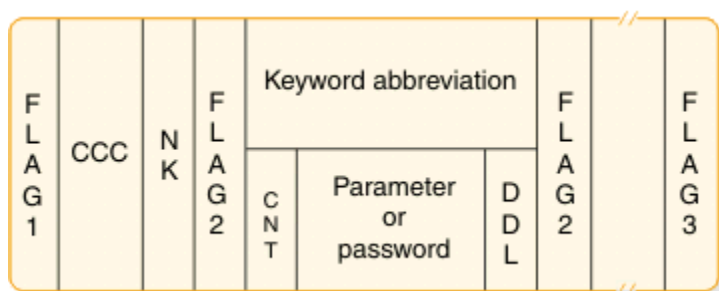 FLAG1
CCC
NK
FLAG2
Keyword abbreviation
CNT
Parameter
or
password
DDL
FLAG2
FLAG3